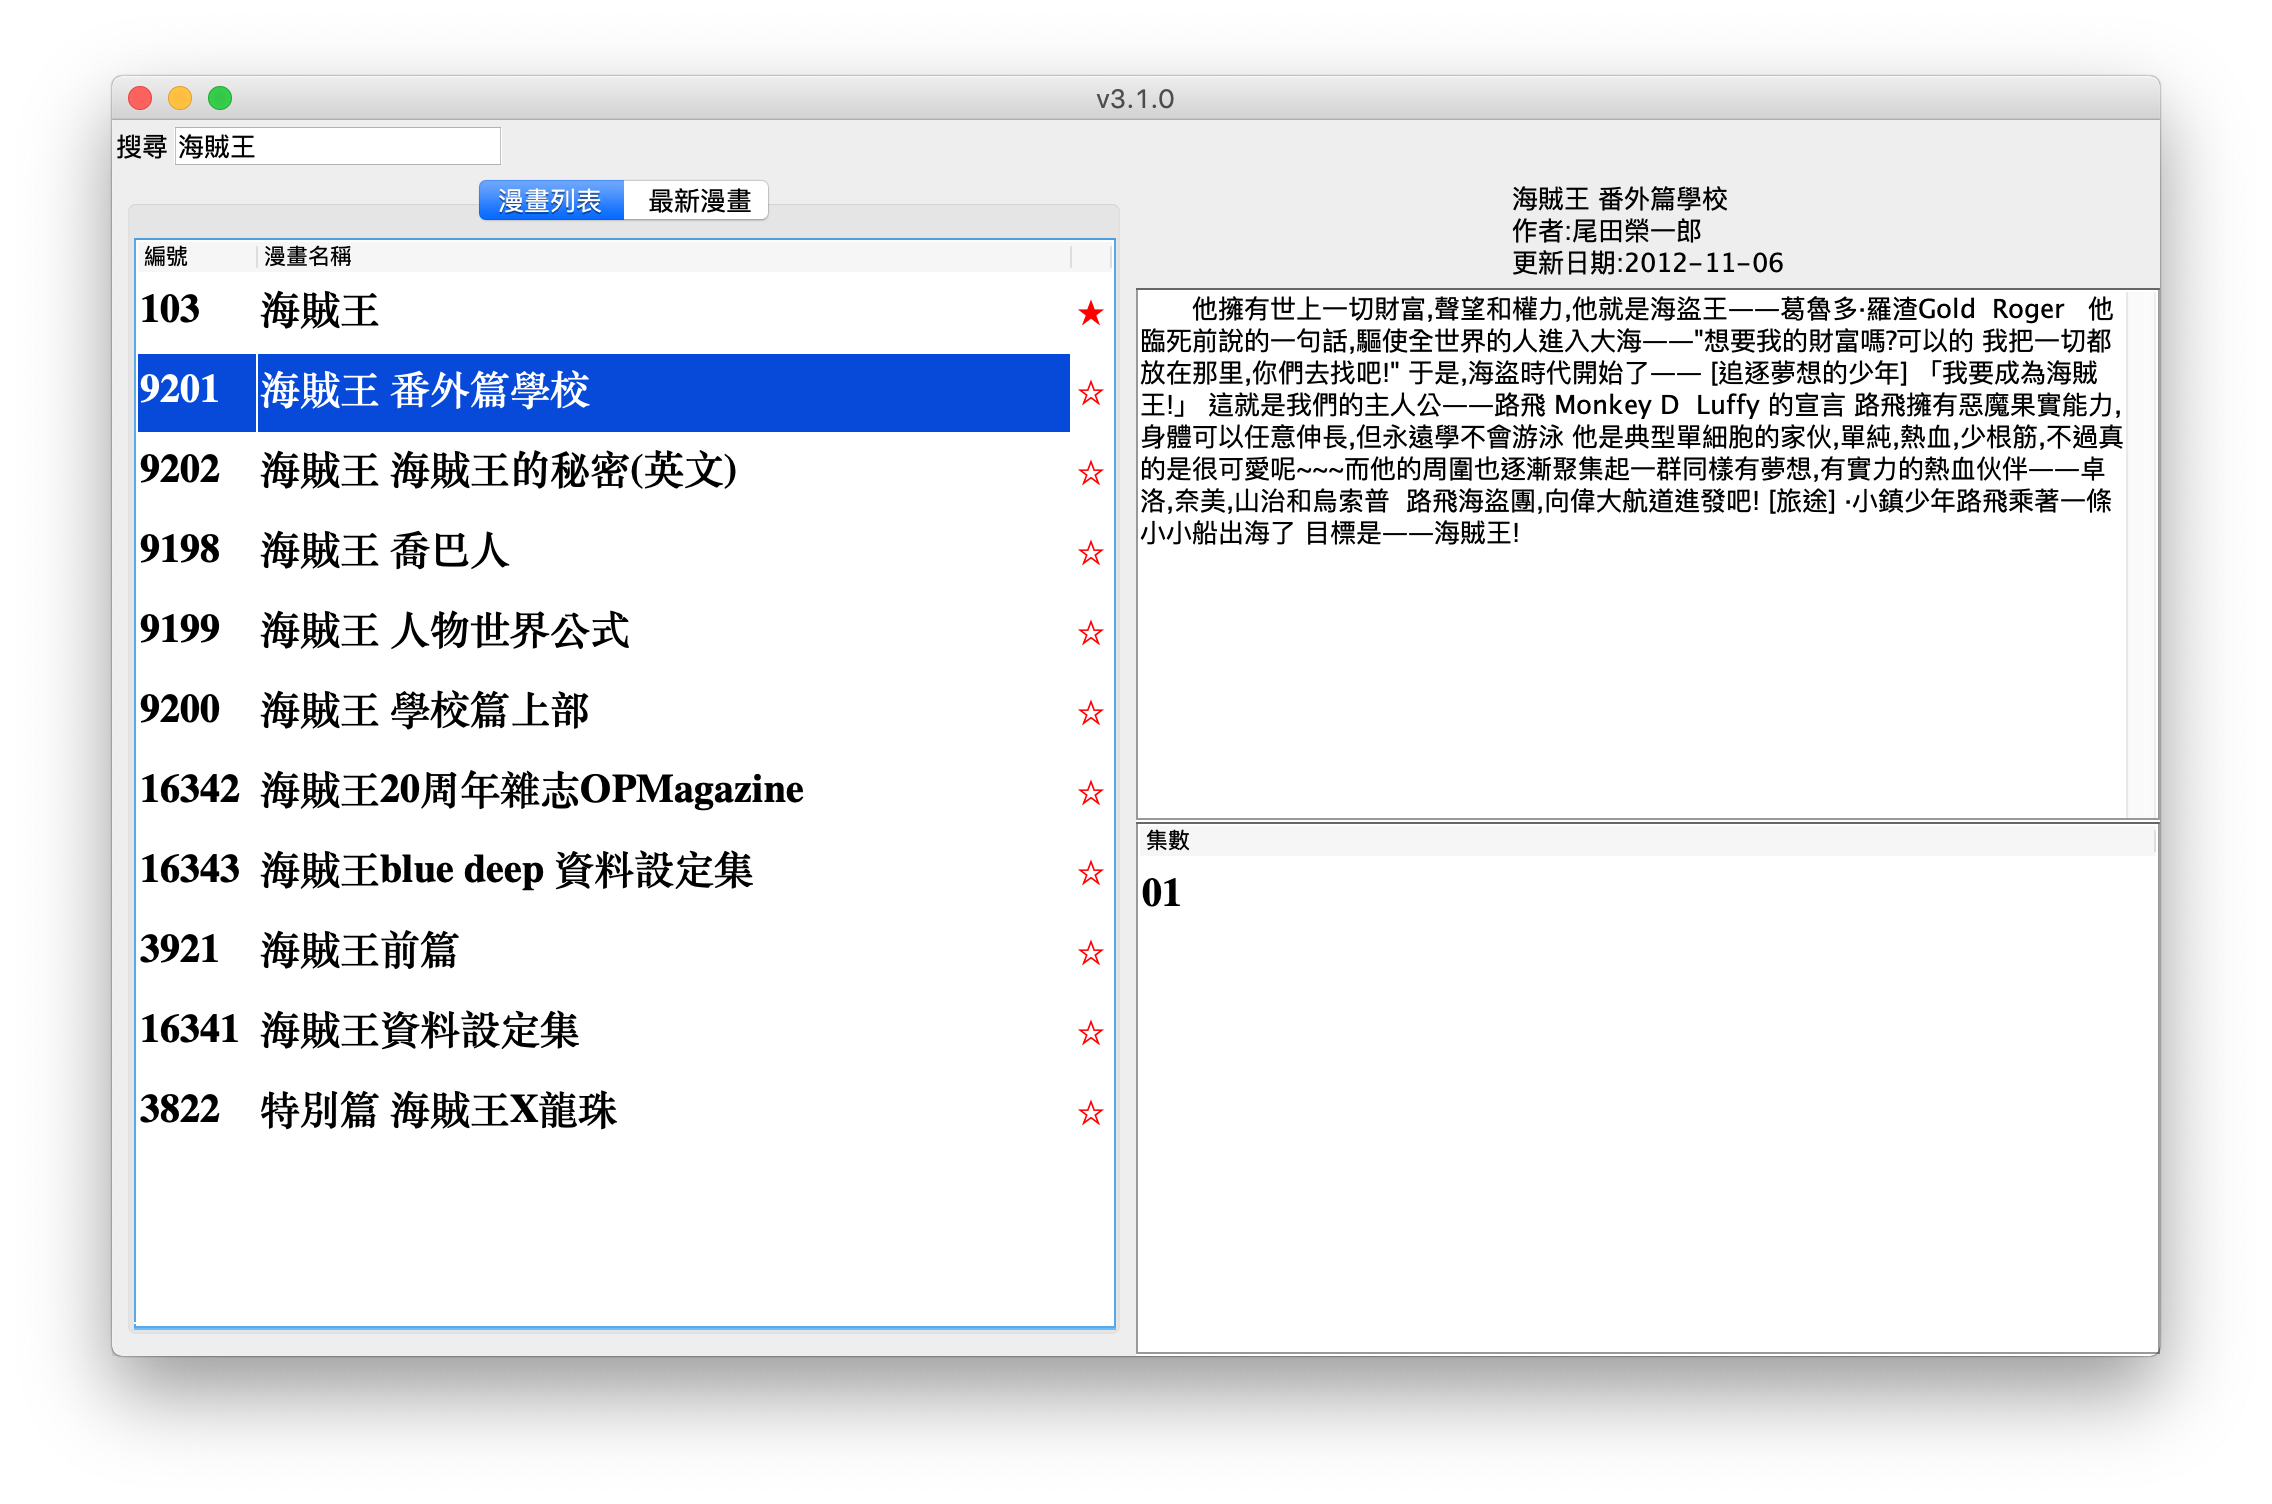 v3.1.0
搜尋 海賊王
漫畫列表 最新漫畫
編號 漫畫名稱
103 海賊王 ★
9201 海賊王 番外篇學校 ☆
9202 海賊王 海賊王的秘密(英文) ☆
9198 海賊王 喬巴人 ☆
9199 海賊王 人物世界公式 ☆
9200 海賊王 學校篇上部 ☆
16342 海賊王20周年雜志OPMagazine ☆
16343 海賊王blue deep 資料設定集 ☆
3921 海賊王前篇 ☆
16341 海賊王資料設定集 ☆
3822 特別篇 海賊王X龍珠 ☆
海賊王 番外篇學校
作者:尾田榮一郎
更新日期:2012-11-06
他擁有世上一切財富,聲望和權力,他就是海盜王——葛魯多·羅渣Gold Roger 他
臨死前說的一句話,驅使全世界的人進入大海——"想要我的財富嗎?可以的 我把一切都
放在那里,你們去找吧!" 于是,海盜時代開始了—— [追逐夢想的少年] 「我要成為海賊
王!」 這就是我們的主人公——路飛 Monkey D Luffy 的宣言 路飛擁有惡魔果實能力,
身體可以任意伸長,但永遠學不會游泳 他是典型單細胞的家伙,單純,熱血,少根筋,不過真
的是很可愛呢~~~而他的周圍也逐漸聚集起一群同樣有夢想,有實力的熱血伙伴——卓
洛,奈美,山治和烏索普 路飛海盜團,向偉大航道進發吧! [旅途] ·小鎮少年路飛乘著一條
小小船出海了 目標是——海賊王!
集數
01